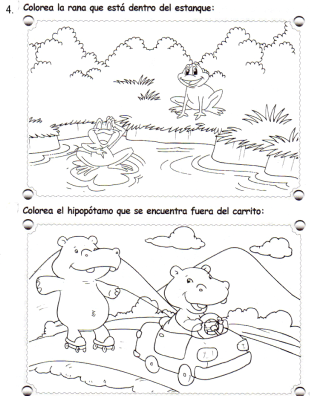 4. Colorea la rana que está dentro del estanque:
Colorea el hipopótamo que se encuentra fuera del carrito: